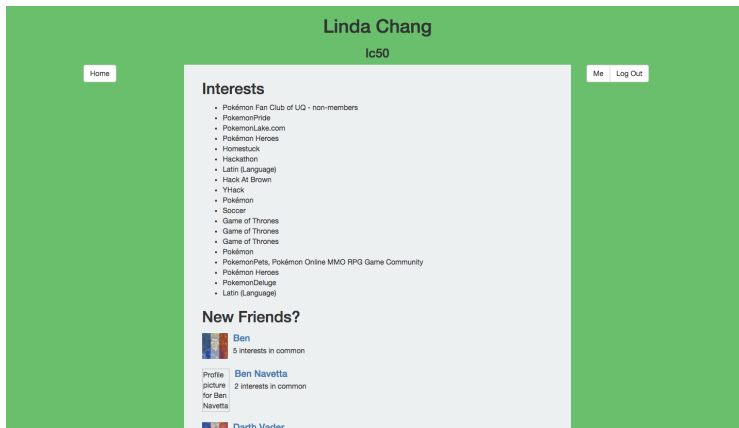 Linda Chang
lc50
Home
Me
Log Out
Interests
Pokémon Fan Club of UQ - non-members
PokemonPride
PokemonLake.com
Pokémon Heroes
Homestuck
Hackathon
Latin (Language)
Hack At Brown
YHack
Pokémon
Soccer
Game of Thrones
Game of Thrones
Game of Thrones
Pokémon
PokemonPets, Pokémon Online MMO RPG Game Community
Pokémon Heroes
PokemonDeluge
Latin (Language)
New Friends?
Ben
5 interests in common
Profile
picture
for Ben
Navetta
Ben Navetta
2 interests in common
Darth Vader